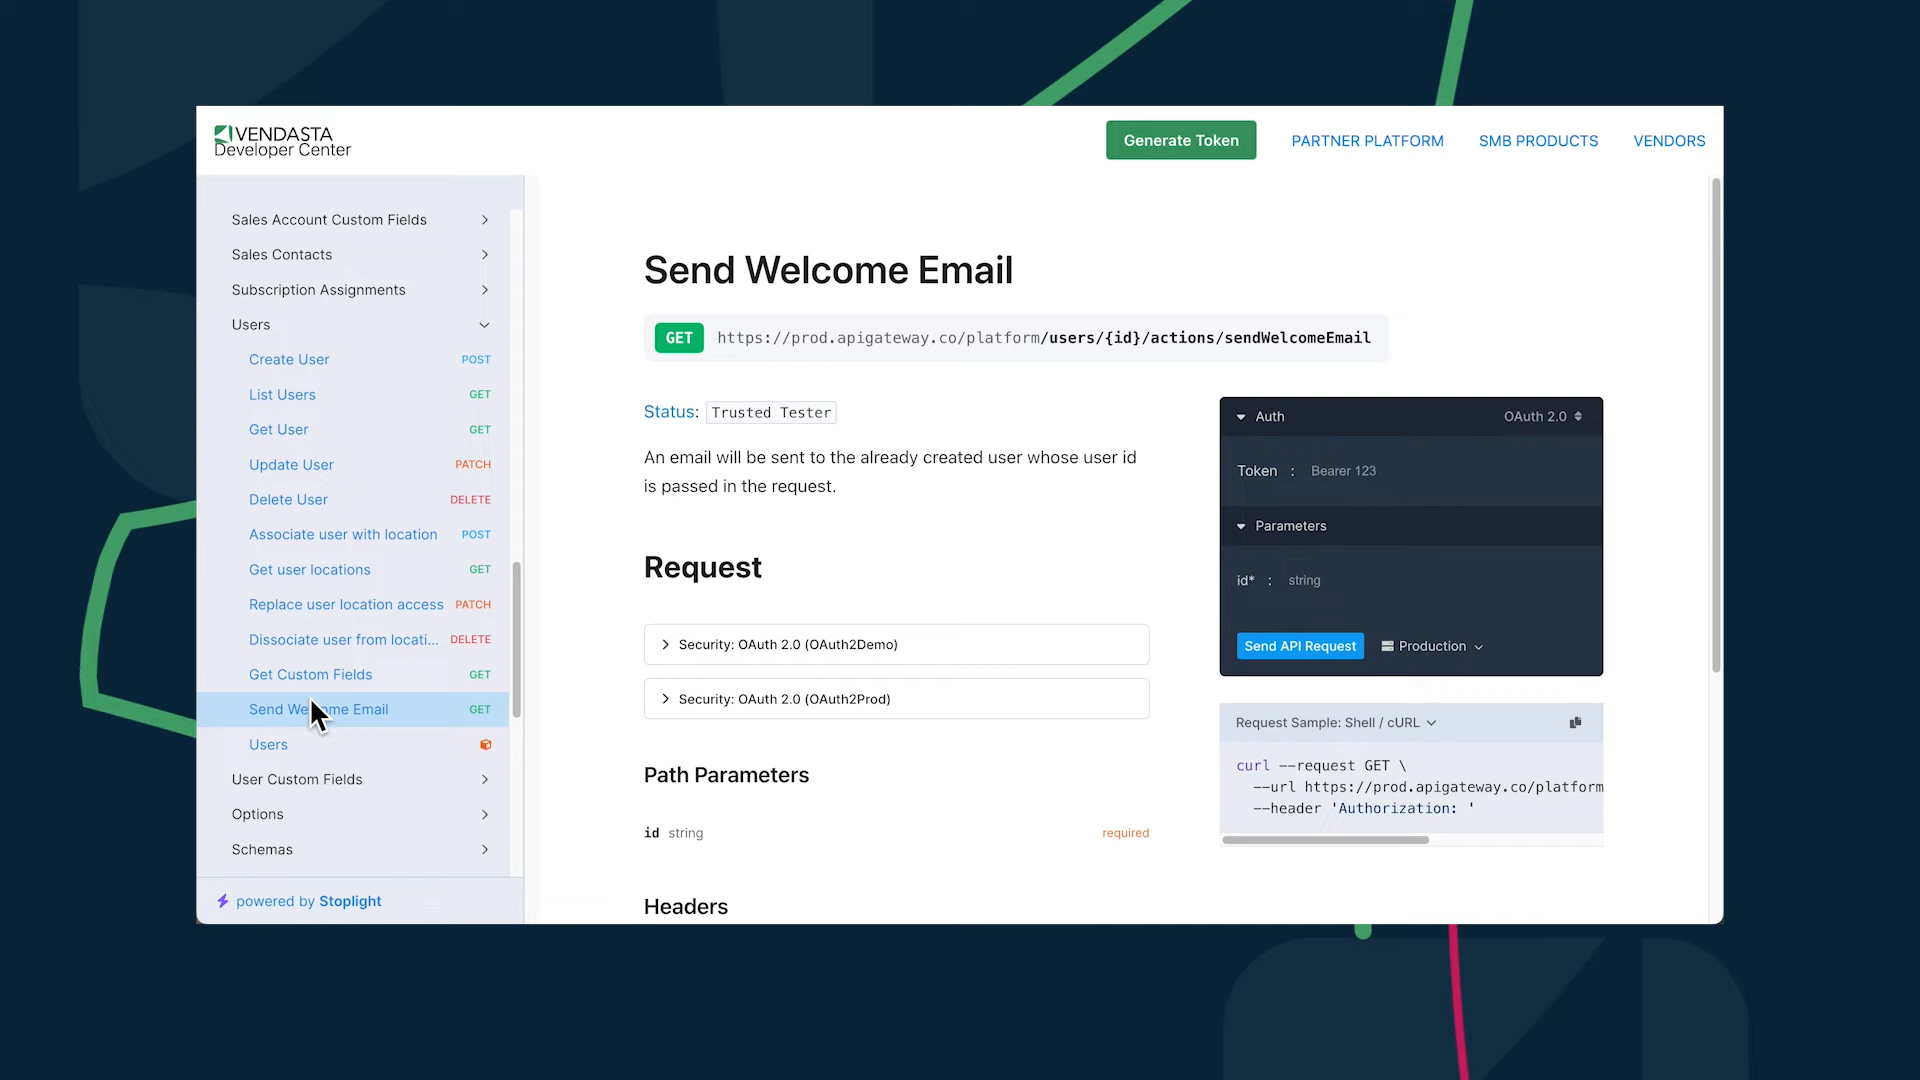 VENDASTA
Developer Center
Generate Token
PARTNER PLATFORM
SMB PRODUCTS
VENDORS
Sales Account Custom Fields
Sales Contacts
Subscription Assignments
Users
Create User POST
List Users GET
Get User GET
Update User PATCH
Delete User DELETE
Associate user with location POST
Get user locations GET
Replace user location access PATCH
Dissociate user from locati... DELETE
Get Custom Fields GET
Send Welcome Email GET
Users
User Custom Fields
Options
Schemas
powered by Stoplight
Send Welcome Email
GET https://prod.apigateway.co/platform/users/{id}/actions/sendWelcomeEmail
Status: Trusted Tester
An email will be sent to the already created user whose user id
is passed in the request.
Request
Security: OAuth 2.0 (OAuth2Demo)
Security: OAuth 2.0 (OAuth2Prod)
Path Parameters
id string required
Headers
Auth OAuth 2.0
Token : Bearer 123
Parameters
id* : string
Send API Request Production
Request Sample: Shell / cURL
curl --request GET \
--url https://prod.apigateway.co/platform
--header 'Authorization: '